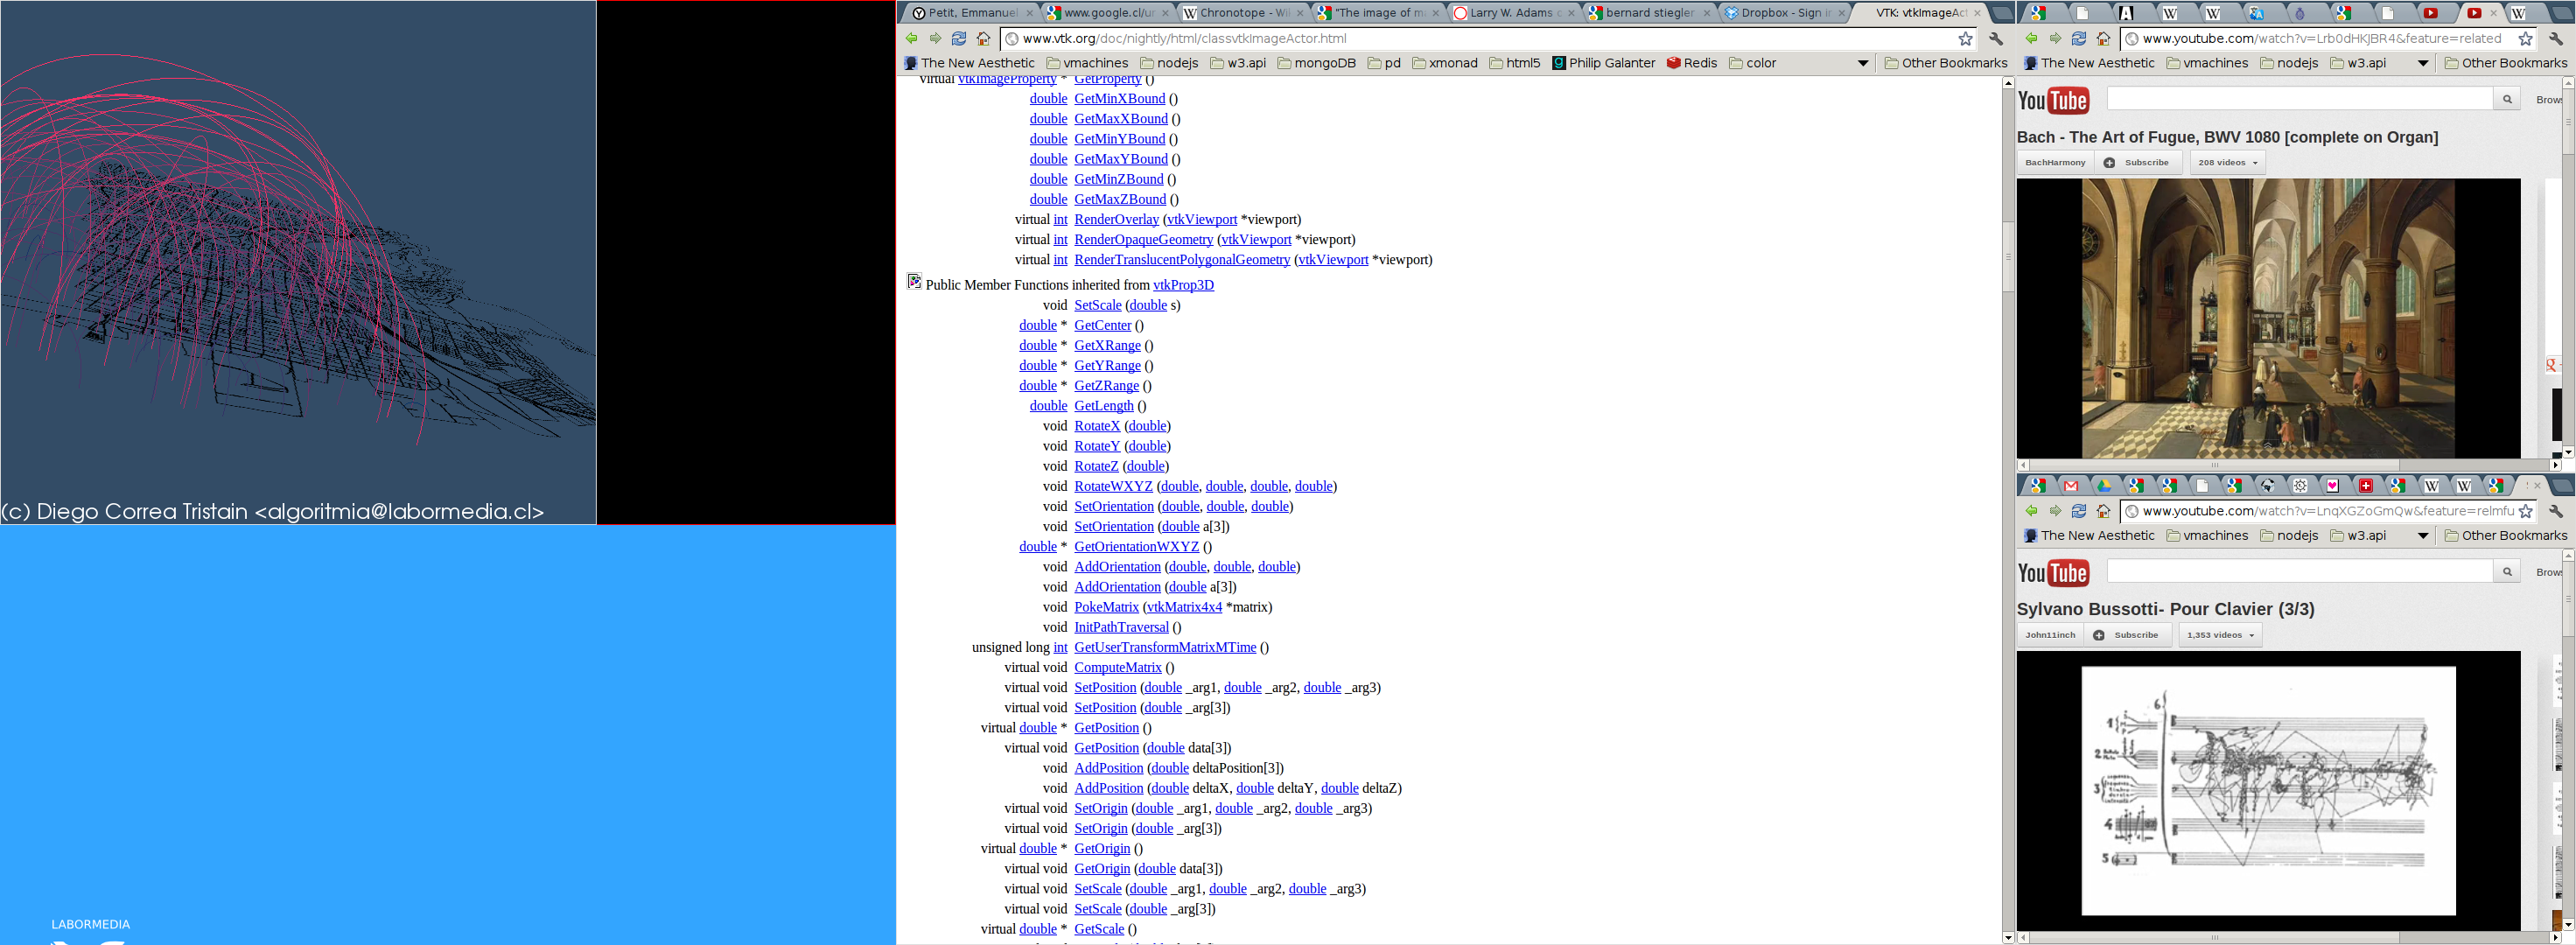 (c) Diego Correa Tristain <algoritmia@labormedia.cl>
LABORMEDIA
Petit, Emmanuel
www.google.cl/u
Chronotope - Wi
"The image of m
Larry W. Adams
bernard stiegler
Dropbox - Sign i
VTK: vtkImageAct
www.vtk.org/doc/nightly/html/classvtkImageActor.html
The New Aesthetic vmachines nodejs w3.api mongoDB pd xmonad html5 Philip Galanter Redis color Other Bookmarks
virtual vtkImageProperty * GetProperty ()
double GetMinXBound ()
double GetMaxXBound ()
double GetMinYBound ()
double GetMaxYBound ()
double GetMinZBound ()
double GetMaxZBound ()
virtual int RenderOverlay (vtkViewport *viewport)
virtual int RenderOpaqueGeometry (vtkViewport *viewport)
virtual int RenderTranslucentPolygonalGeometry (vtkViewport *viewport)
Public Member Functions inherited from vtkProp3D
void SetScale (double s)
double * GetCenter ()
double * GetXRange ()
double * GetYRange ()
double * GetZRange ()
double GetLength ()
void RotateX (double)
void RotateY (double)
void RotateZ (double)
void RotateWXYZ (double, double, double, double)
void SetOrientation (double, double, double)
void SetOrientation (double a[3])
double * GetOrientationWXYZ ()
void AddOrientation (double, double, double)
void AddOrientation (double a[3])
void PokeMatrix (vtkMatrix4x4 *matrix)
void InitPathTraversal ()
unsigned long int GetUserTransformMatrixMTime ()
virtual void ComputeMatrix ()
virtual void SetPosition (double _arg1, double _arg2, double _arg3)
virtual void SetPosition (double _arg[3])
virtual double * GetPosition ()
virtual void GetPosition (double data[3])
void AddPosition (double deltaPosition[3])
void AddPosition (double deltaX, double deltaY, double deltaZ)
virtual void SetOrigin (double _arg1, double _arg2, double _arg3)
virtual void SetOrigin (double _arg[3])
virtual double * GetOrigin ()
virtual void GetOrigin (double data[3])
virtual void SetScale (double _arg1, double _arg2, double _arg3)
virtual void SetScale (double _arg[3])
virtual double * GetScale ()
www.youtube.com/watch?v=Lrb0dHKJBR4&feature=related
The New Aesthetic vmachines nodejs w3.api Other Bookmarks
YouTube Brows
Bach - The Art of Fugue, BWV 1080 [complete on Organ]
BachHarmony Subscribe 208 videos
www.youtube.com/watch?v=LnqXGZoGmQw&feature=relmfu
The New Aesthetic vmachines nodejs w3.api Other Bookmarks
YouTube Brows
Sylvano Bussotti- Pour Clavier (3/3)
John11inch Subscribe 1,353 videos
6
1
2
3
4
5